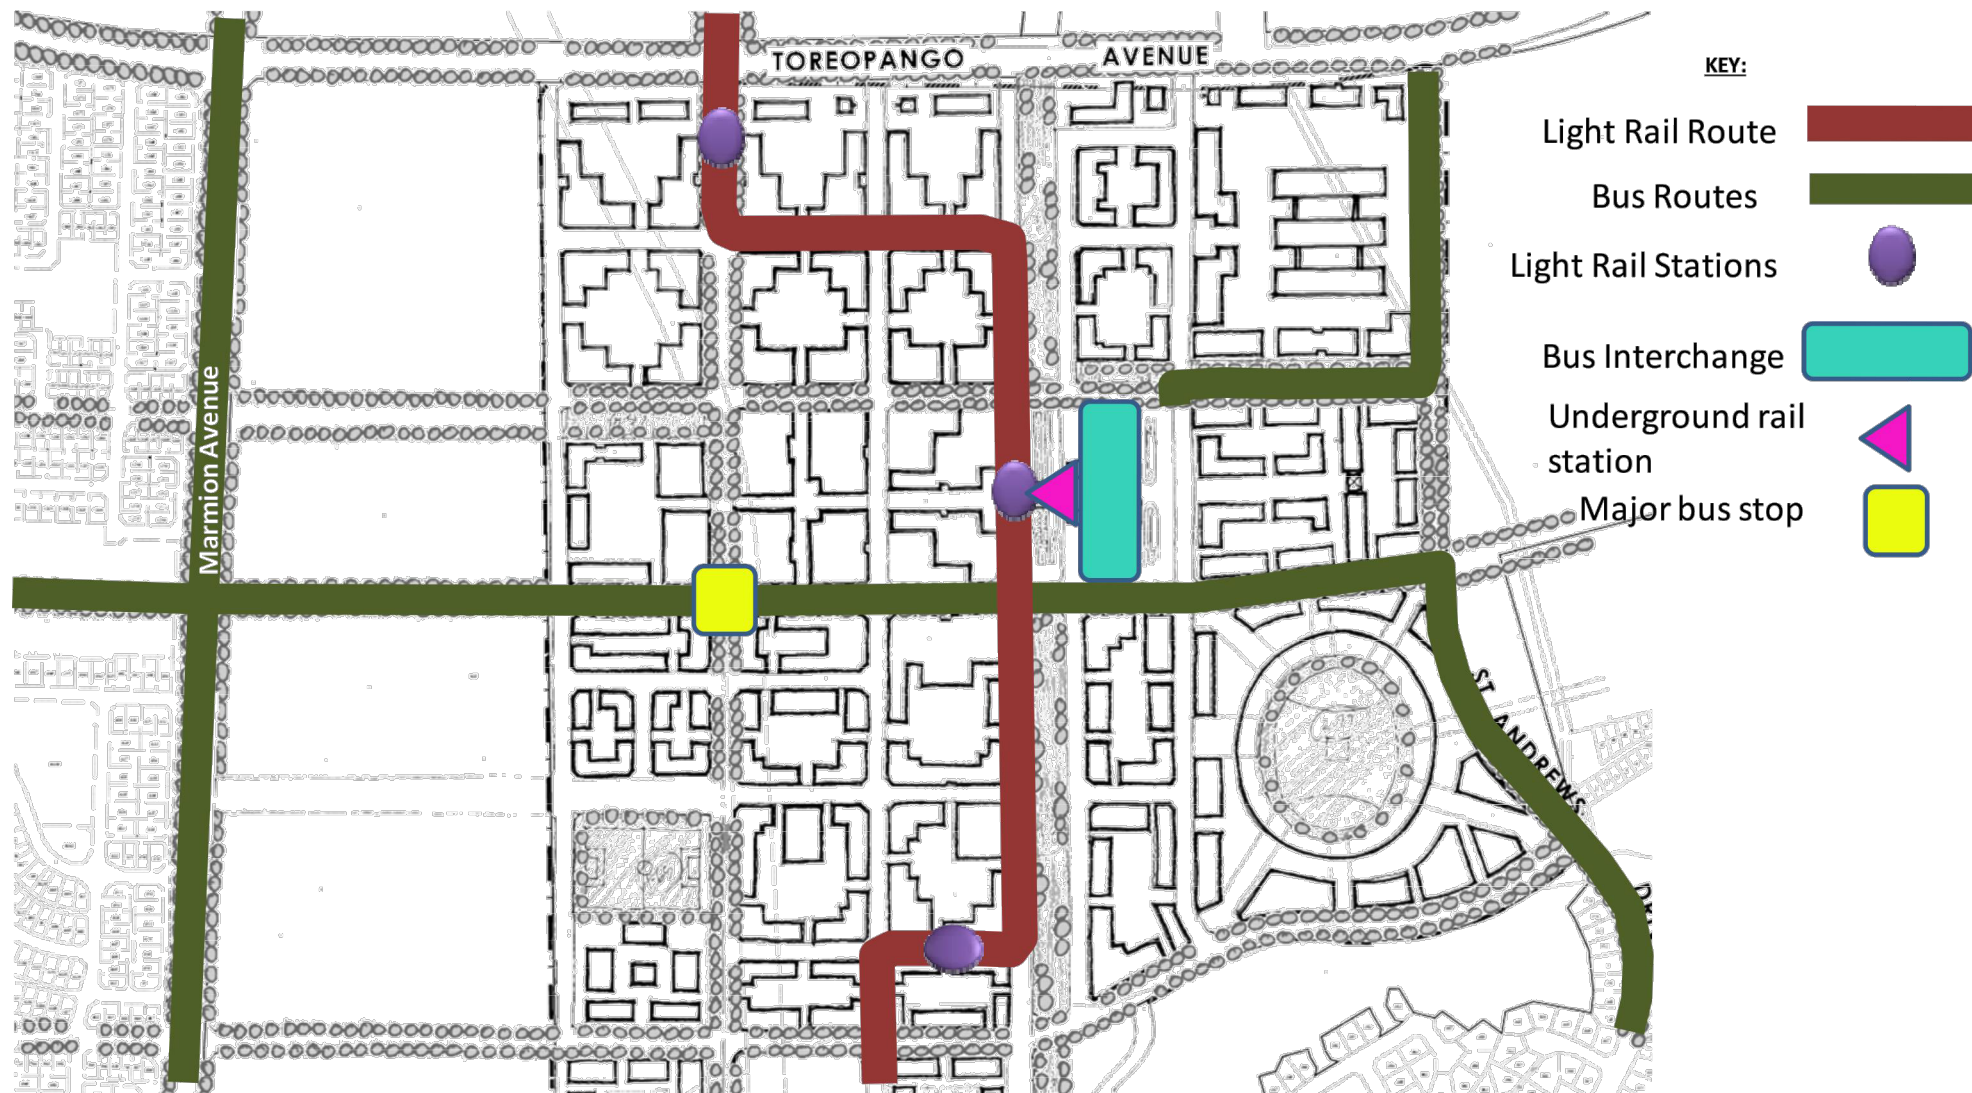 TOREOPANGO AVENUE
Marmion Avenue
ST ANDREWS
KEY:
Light Rail Route
Bus Routes
Light Rail Stations
Bus Interchange
Underground rail
station
Major bus stop